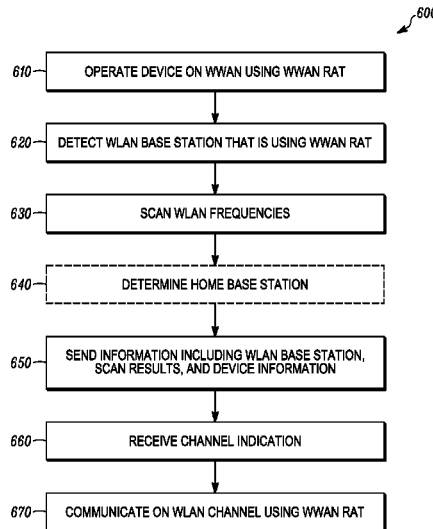 600
610
OPERATE DEVICE ON WWAN USING WWAN RAT
620
DETECT WLAN BASE STATION THAT IS USING WWAN RAT
630
SCAN WLAN FREQUENCIES
640
DETERMINE HOME BASE STATION
650
SEND INFORMATION INCLUDING WLAN BASE STATION,
SCAN RESULTS, AND DEVICE INFORMATION
660
RECEIVE CHANNEL INDICATION
670
COMMUNICATE ON WLAN CHANNEL USING WWAN RAT